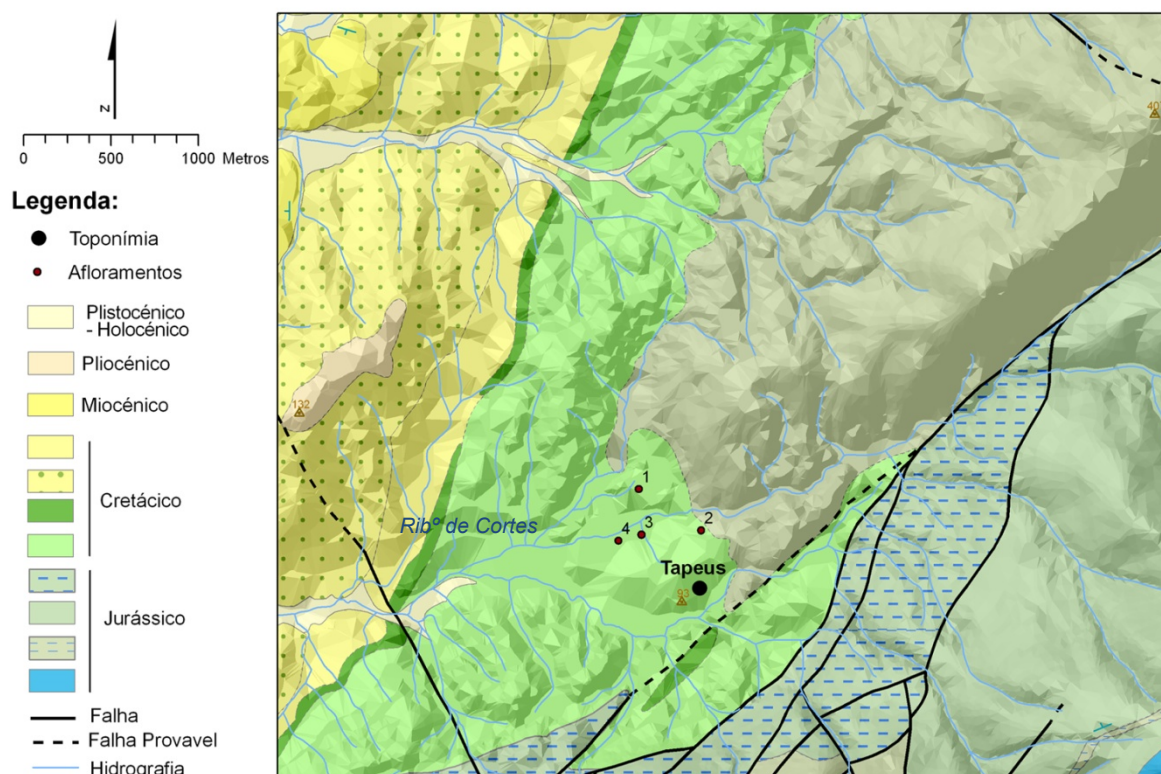 z
0 500 1000 Metros
Legenda:
Toponímia
Afloramentos
Plistocénico
- Holocénico
Pliocénico
Miocénico
Cretácico
Jurássico
Falha
Falha Provavel
Hidrografia
132
Ribº de Cortes
1
2
3
4
Tapeus
93